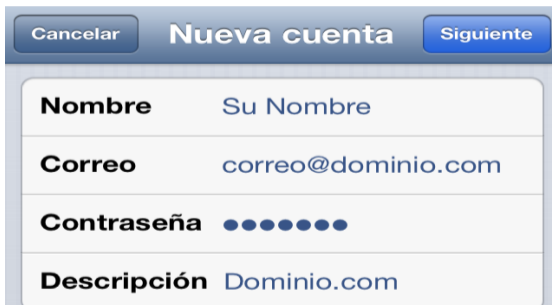 Cancelar Nueva cuenta Siguiente
Nombre Su Nombre
Correo correo@dominio.com
Contraseña ●●●●●●●
Descripción Dominio.com